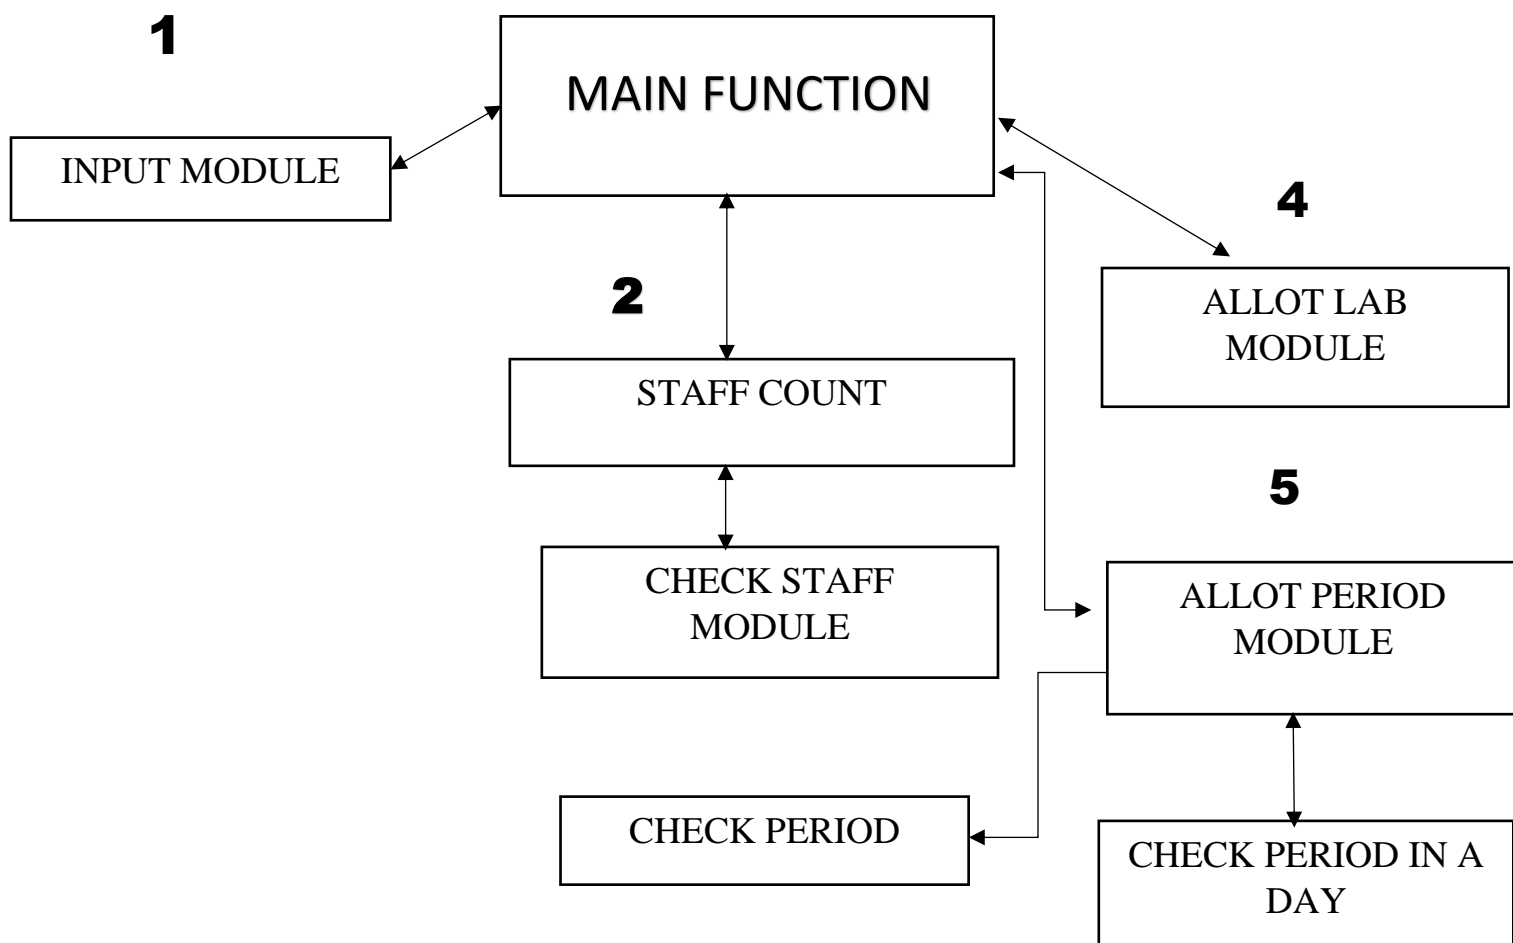 1
MAIN FUNCTION
INPUT MODULE
4
2
ALLOT LAB
MODULE
STAFF COUNT
5
CHECK STAFF
MODULE
ALLOT PERIOD
MODULE
CHECK PERIOD
CHECK PERIOD IN A
DAY